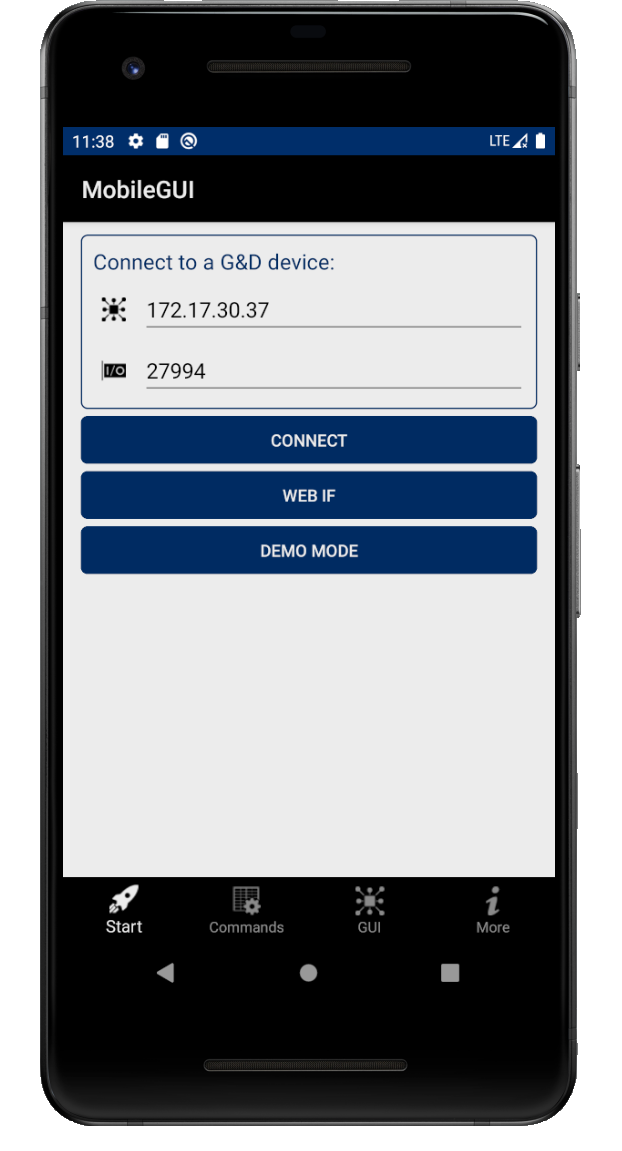 11:38 LTE
MobileGUI
Connect to a G&D device:
172.17.30.37
I/O 27994
CONNECT
WEB IF
DEMO MODE
Start Commands GUI More